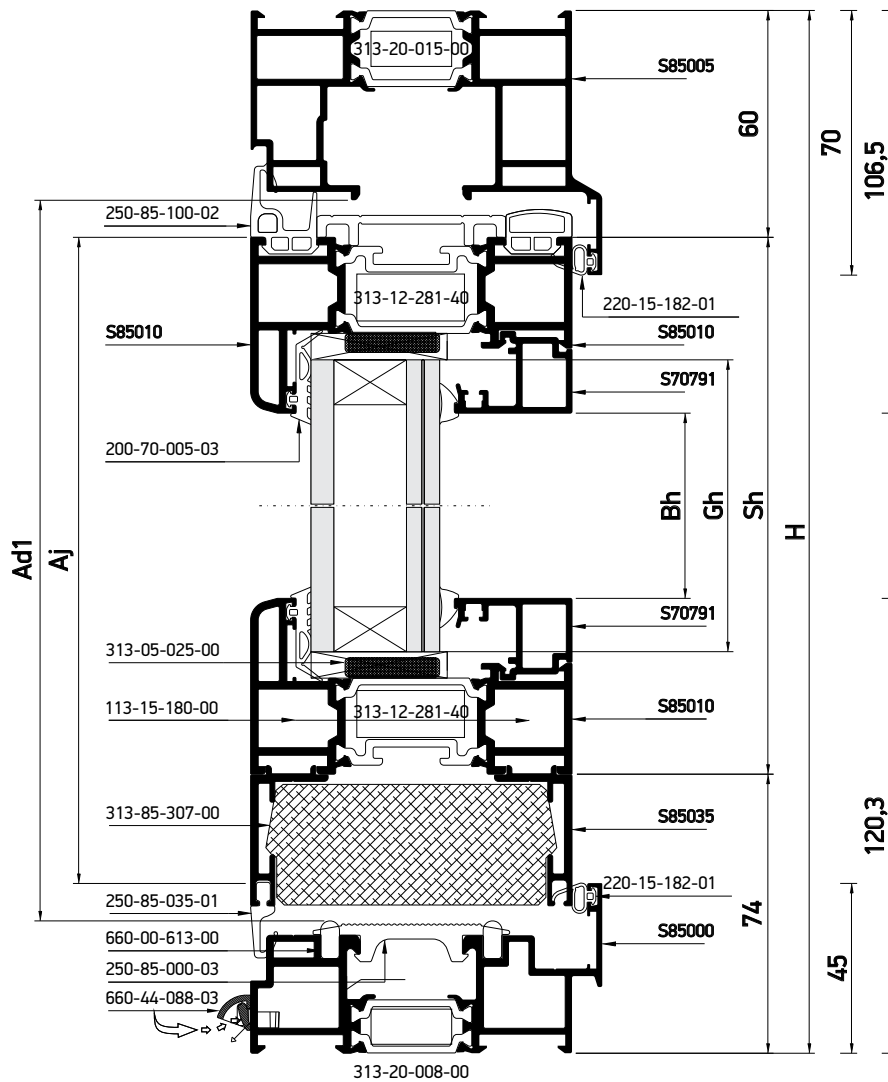 313-20-015-00
S85005
60
70
106,5
250-85-100-02
313-12-281-40
220-15-182-01
S85010
S85010
S70791
200-70-005-03
Ad1
Aj
Bh
Gh
Sh
H
S70791
313-05-025-00
113-15-180-00
313-12-281-40
S85010
313-85-307-00
S85035
120,3
250-85-035-01
220-15-182-01
660-00-613-00
S85000
74
45
250-85-000-03
660-44-088-03
313-20-008-00